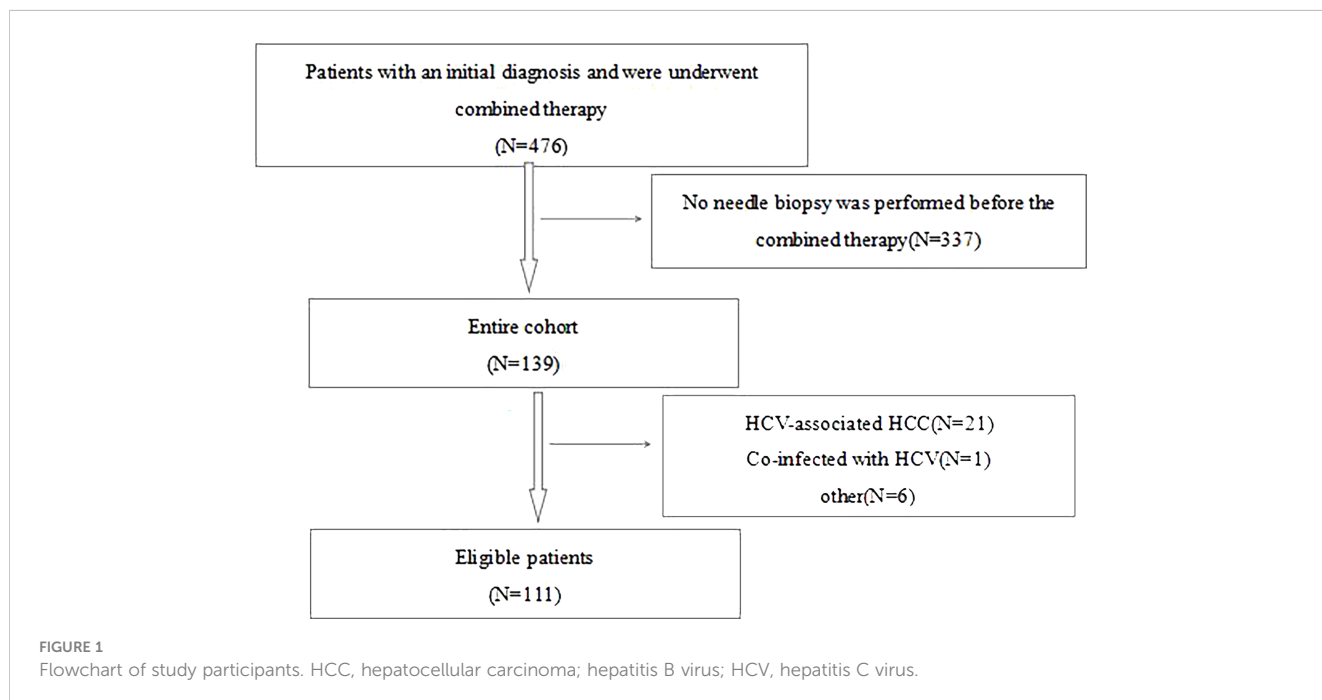 Patients with an initial diagnosis and were underwent
combined therapy
(N=476)
No needle biopsy was performed before the
combined therapy(N=337)
Entire cohort
(N=139)
HCV-associated HCC(N=21)
Co-infected with HCV(N=1)
other(N=6)
Eligible patients
(N=111)
FIGURE 1
Flowchart of study participants. HCC, hepatocellular carcinoma; hepatitis B virus; HCV, hepatitis C virus.